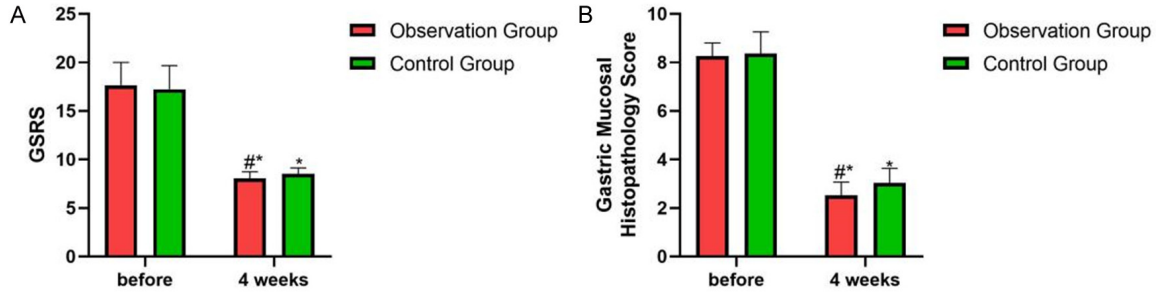 A
25
20
15
10
5
0
GSRS
#*
*
before
4 weeks
Observation Group
Control Group
B
10
8
6
4
2
0
Gastric Mucosal
Histopathology Score
#*
*
before
4 weeks
Observation Group
Control Group